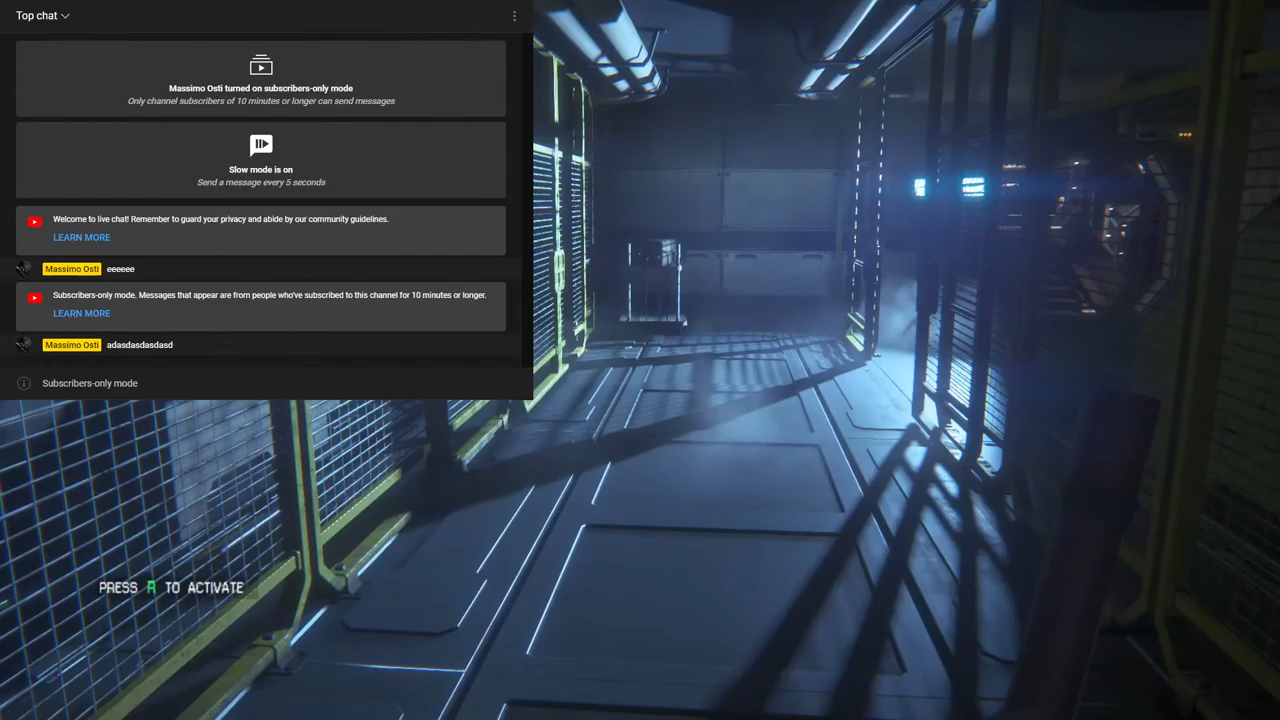 Top chat
Massimo Osti turned on subscribers-only mode
Only channel subscribers of 10 minutes or longer can send messages
Slow mode is on
Send a message every 5 seconds
Welcome to live chat! Remember to guard your privacy and abide by our community guidelines.
LEARN MORE
Massimo Osti eeeeee
Subscribers-only mode. Messages that appear are from people who've subscribed to this channel for 10 minutes or longer.
LEARN MORE
Massimo Osti adasdasdasdasd
Subscribers-only mode
PRESS A TO ACTIVATE